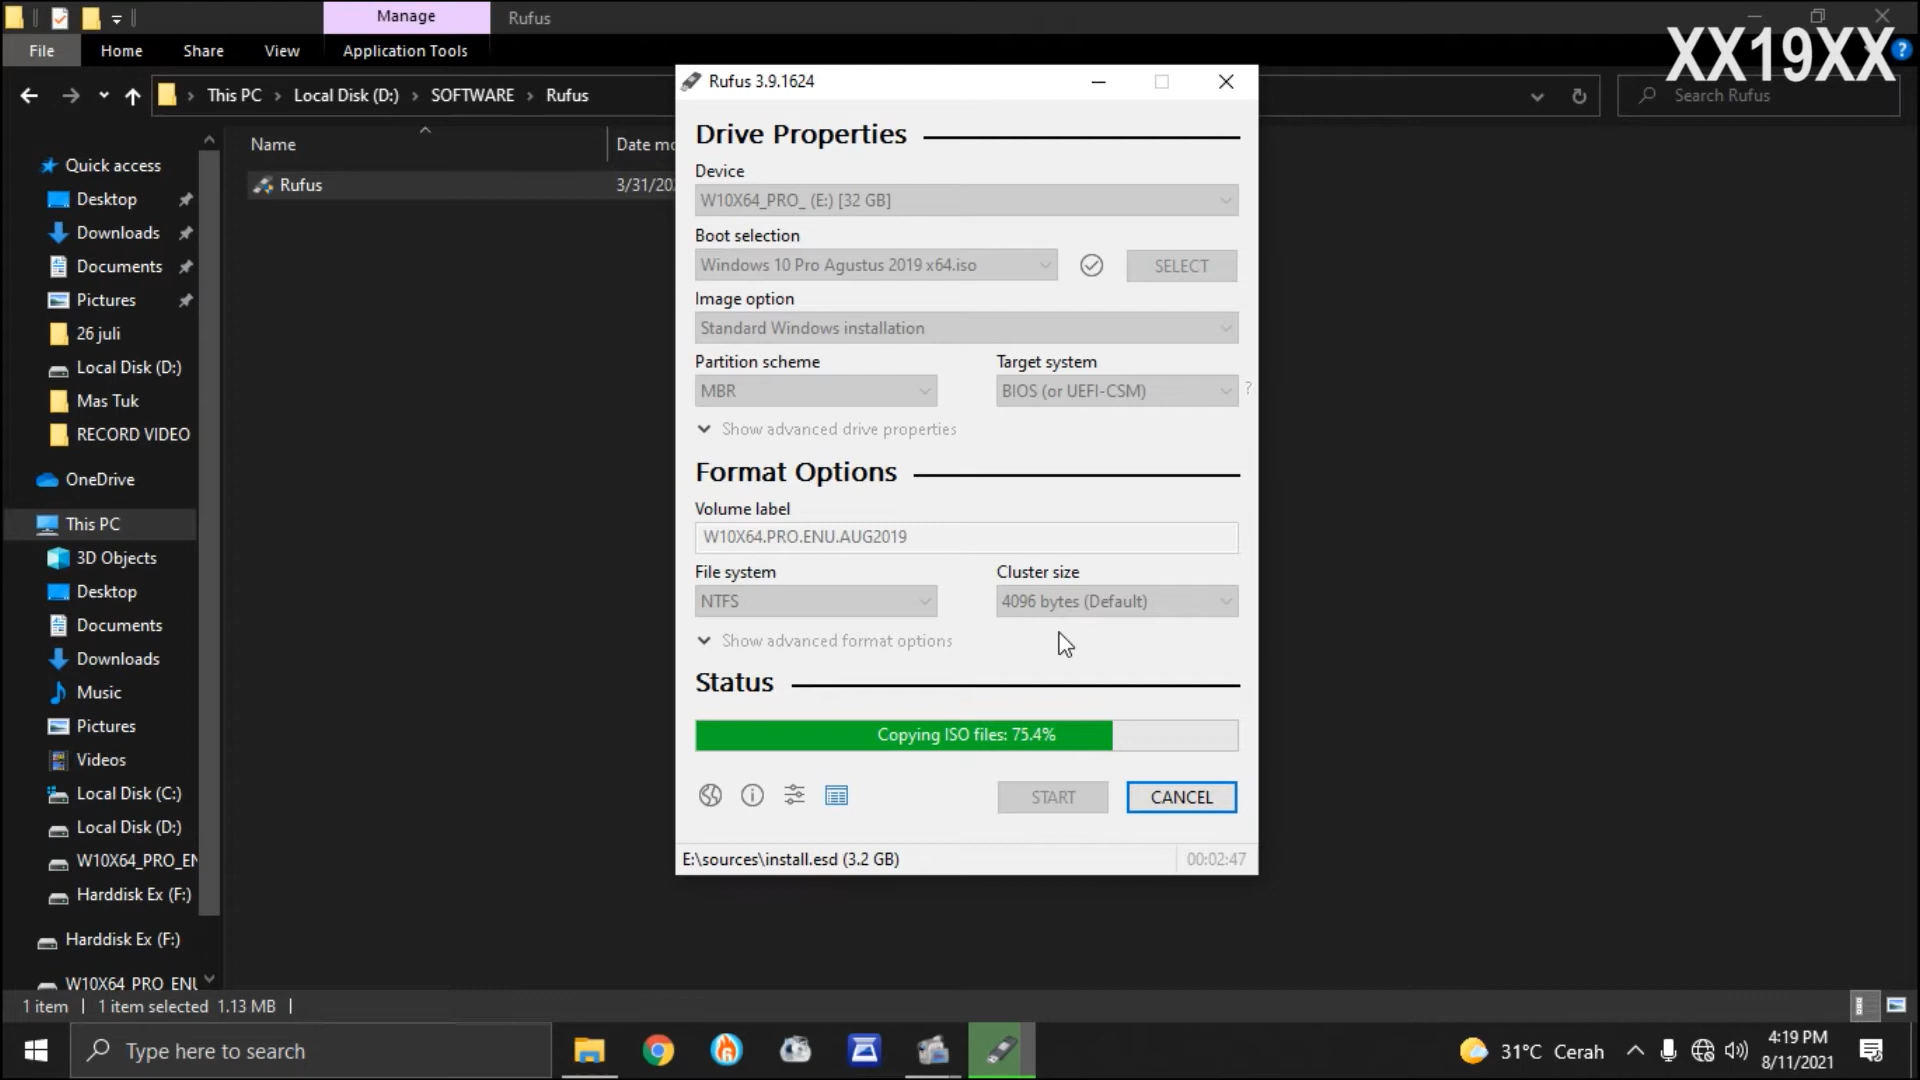 Manage
Rufus
XX19XX
File
Home
Share
View
Application Tools
This PC
Local Disk (D:)
SOFTWARE
Rufus
Search Rufus
Name
Date mo
Rufus
3/31/20
Quick access
Desktop
Downloads
Documents
Pictures
26 juli
Local Disk (D:)
Mas Tuk
RECORD VIDEO
OneDrive
This PC
3D Objects
Desktop
Documents
Downloads
Music
Pictures
Videos
Local Disk (C:)
Local Disk (D:)
W10X64_PRO_EN
Harddisk Ex (F:)
Harddisk Ex (F:)
W10X64_PRO_ENU
Rufus 3.9.1624
Drive Properties
Device
W10X64_PRO_ (E:) [32 GB]
Boot selection
Windows 10 Pro Agustus 2019 x64.iso
SELECT
Image option
Standard Windows installation
Partition scheme
Target system
MBR
BIOS (or UEFI-CSM)
?
Show advanced drive properties
Format Options
Volume label
W10X64.PRO.ENU.AUG2019
File system
Cluster size
NTFS
4096 bytes (Default)
Show advanced format options
Status
Copying ISO files: 75.4%
START
CANCEL
E:\sources\install.esd (3.2 GB)
00:02:47
1 item
1 item selected 1.13 MB
Type here to search
31°C Cerah
4:19 PM
8/11/2021